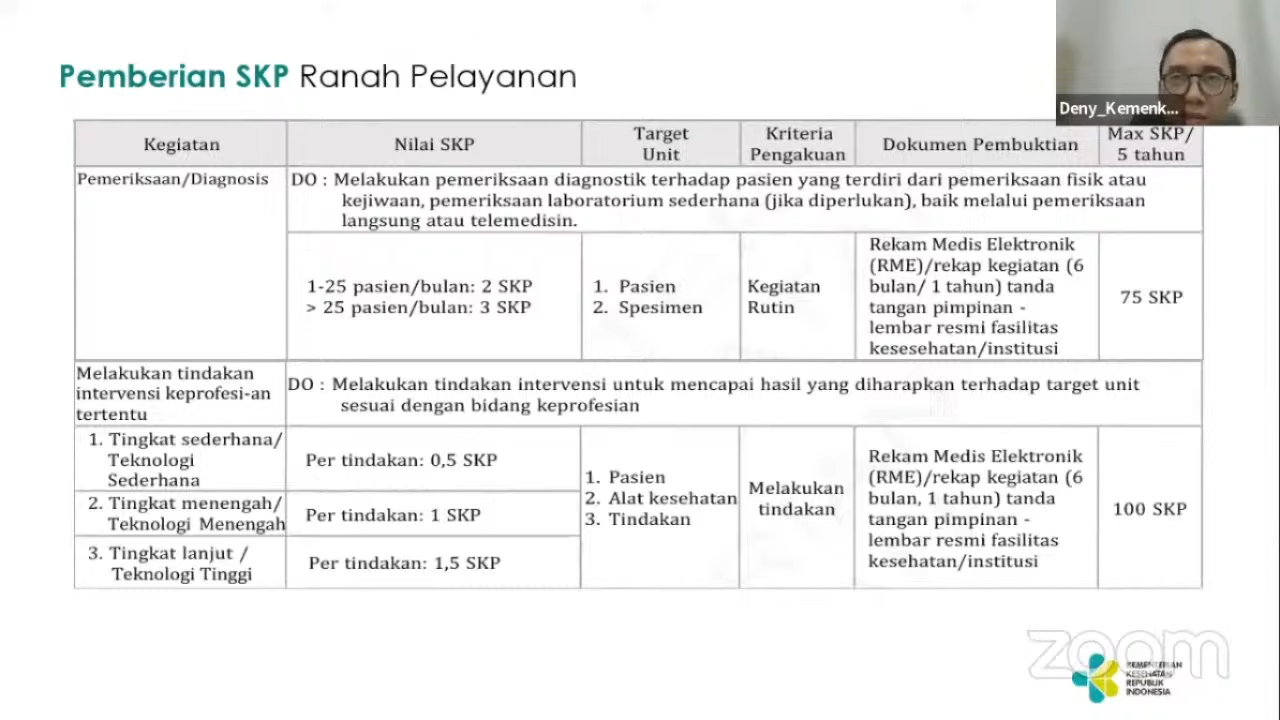 Deny_Kemenk...
Pemberian SKP Ranah Pelayanan
Kegiatan
Nilai SKP
Target
Unit
Kriteria
Pengakuan
Dokumen Pembuktian
Max SKP/
5 tahun
Pemeriksaan/Diagnosis
DO : Melakukan pemeriksaan diagnostik terhadap pasien yang terdiri dari pemeriksaan fisik atau
kejiwaan, pemeriksaan laboratorium sederhana (jika diperlukan), baik melalui pemeriksaan
langsung atau telemedisin.
1-25 pasien/bulan: 2 SKP
> 25 pasien/bulan: 3 SKP
1. Pasien
2. Spesimen
Kegiatan
Rutin
Rekam Medis Elektronik
(RME)/rekap kegiatan (6
bulan/ 1 tahun) tanda
tangan pimpinan -
lembar resmi fasilitas
kesesehatan/institusi
75 SKP
Melakukan tindakan
intervensi keprofesi-an
tertentu
DO : Melakukan tindakan intervensi untuk mencapai hasil yang diharapkan terhadap target unit
sesuai dengan bidang keprofesian
1. Tingkat sederhana/
Teknologi
Sederhana
Per tindakan: 0,5 SKP
2. Tingkat menengah/
Teknologi Menengah
Per tindakan: 1 SKP
3. Tingkat lanjut /
Teknologi Tinggi
Per tindakan: 1,5 SKP
1. Pasien
2. Alat kesehatan
3. Tindakan
Melakukan
tindakan
Rekam Medis Elektronik
(RME)/rekap kegiatan (6
bulan, 1 tahun) tanda
tangan pimpinan -
lembar resmi fasilitas
kesehatan/institusi
100 SKP
zoom
KEMENTERIAN
KESEHATAN
REPUBLIK
INDONESIA